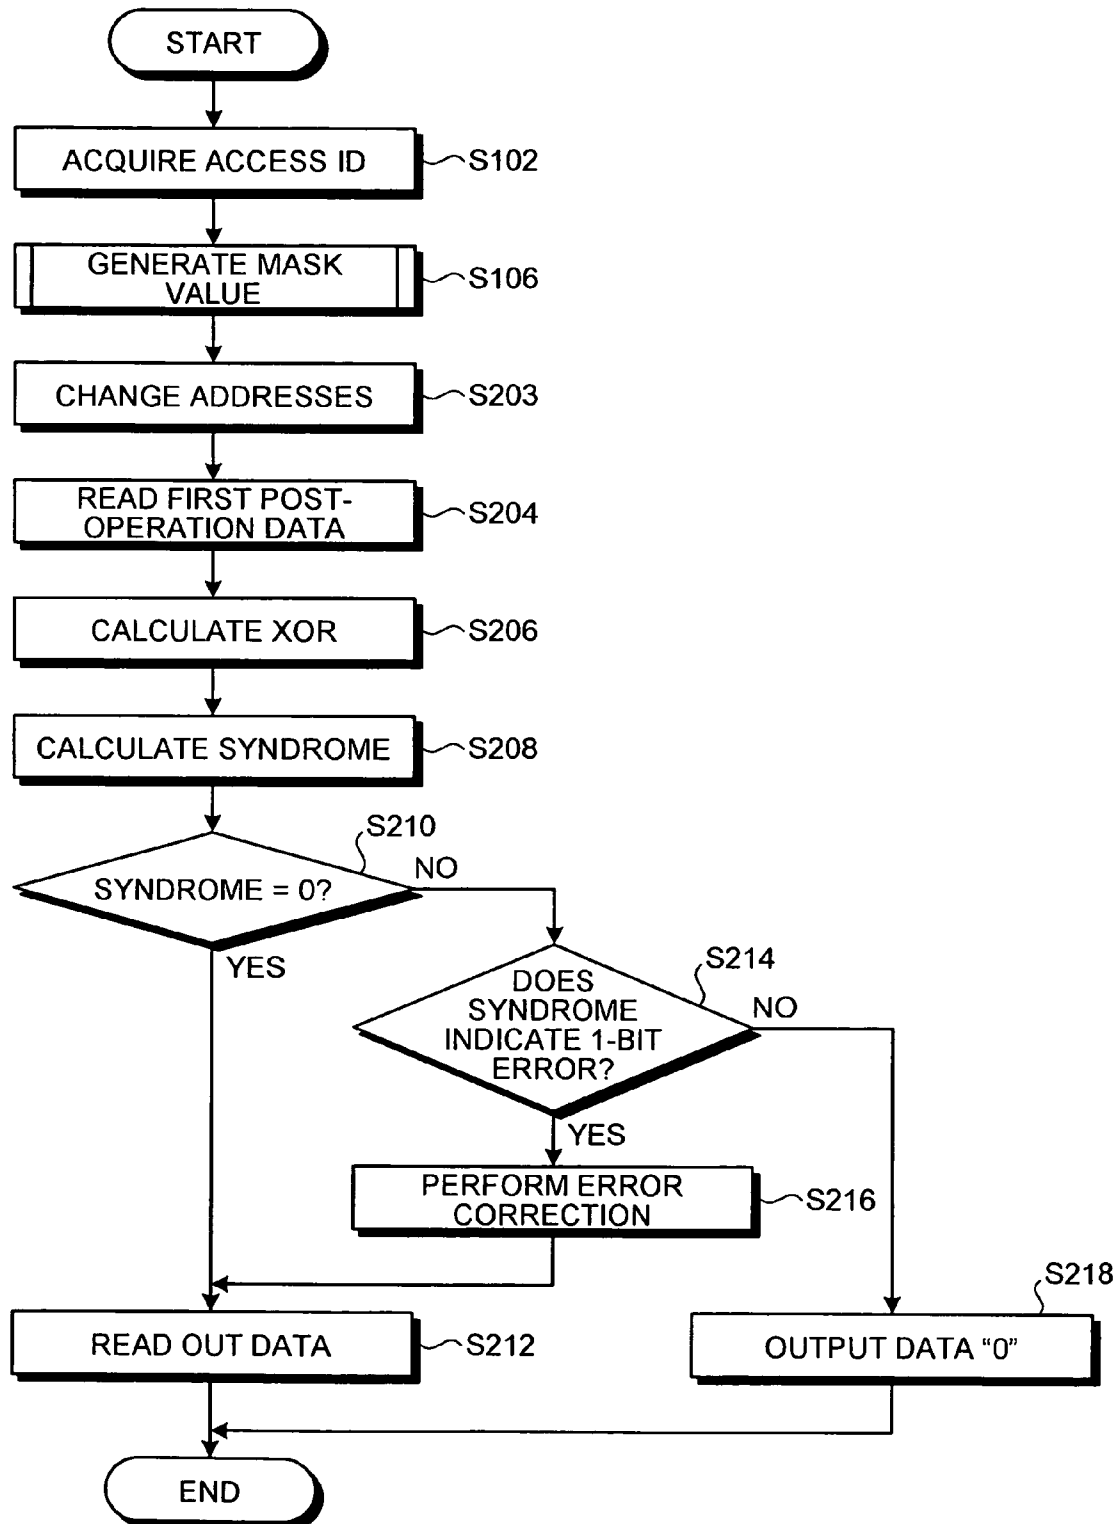 START
ACQUIRE ACCESS ID
S102
GENERATE MASK
VALUE
S106
CHANGE ADDRESSES
S203
READ FIRST POST-
OPERATION DATA
S204
CALCULATE XOR
S206
CALCULATE SYNDROME
S208
S210
SYNDROME = 0?
NO
YES
S214
DOES
SYNDROME
INDICATE 1-BIT
ERROR?
NO
YES
PERFORM ERROR
CORRECTION
S216
S218
READ OUT DATA
S212
OUTPUT DATA “0”
END